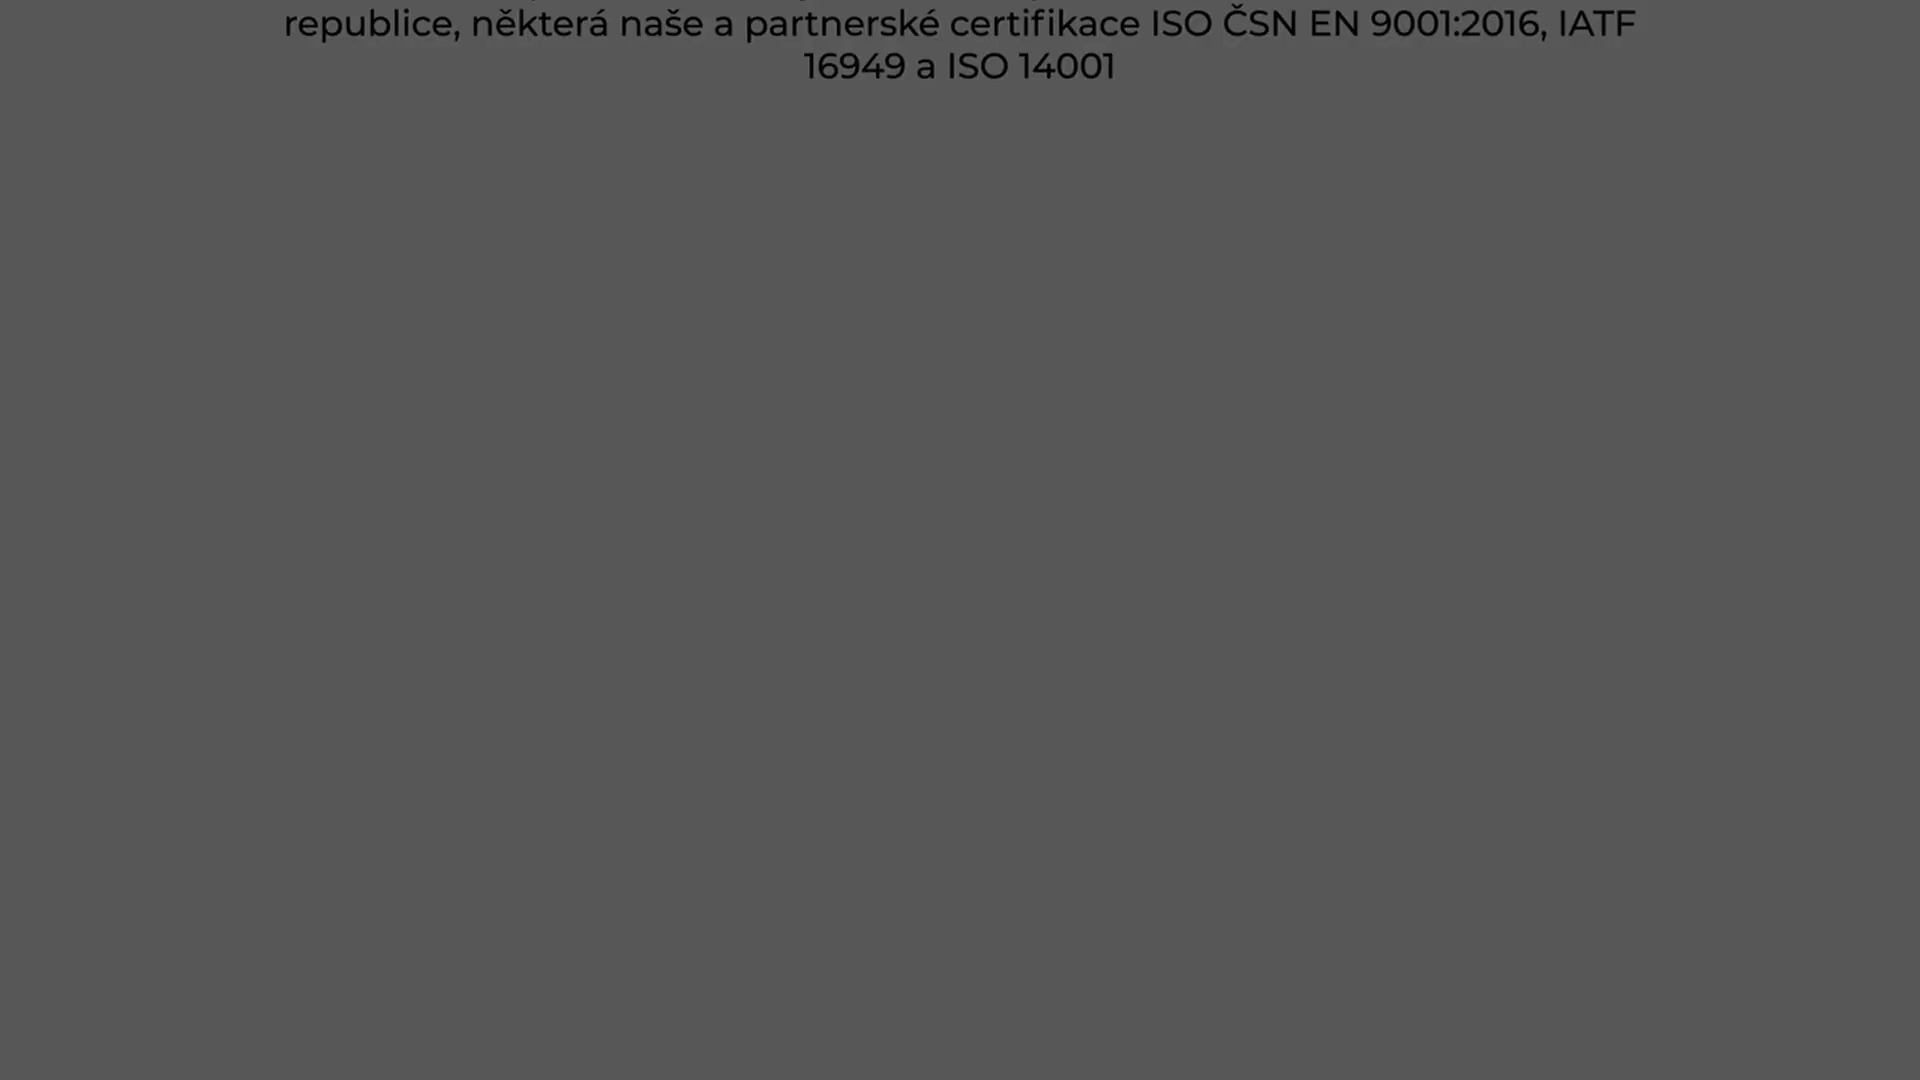 republice, některá naše a partnerské certifikace ISO ČSN EN 9001:2016, IATF
16949 a ISO 14001